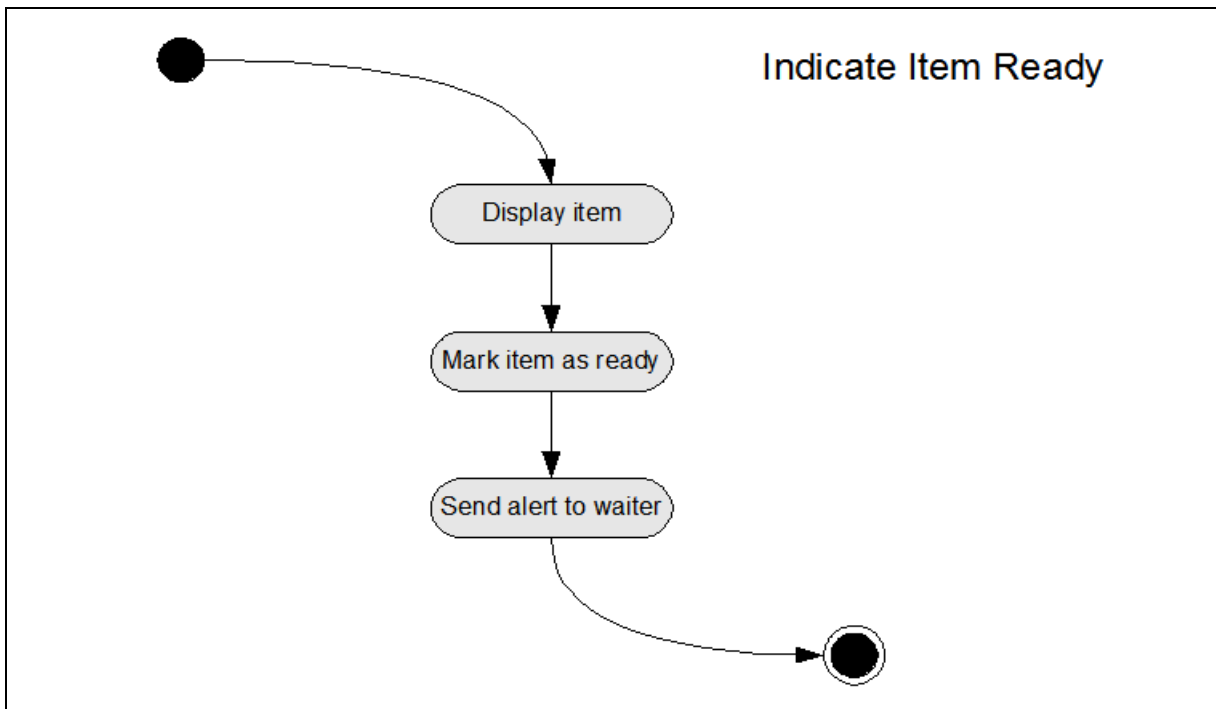 Indicate Item Ready
Display item
Mark item as ready
Send alert to waiter